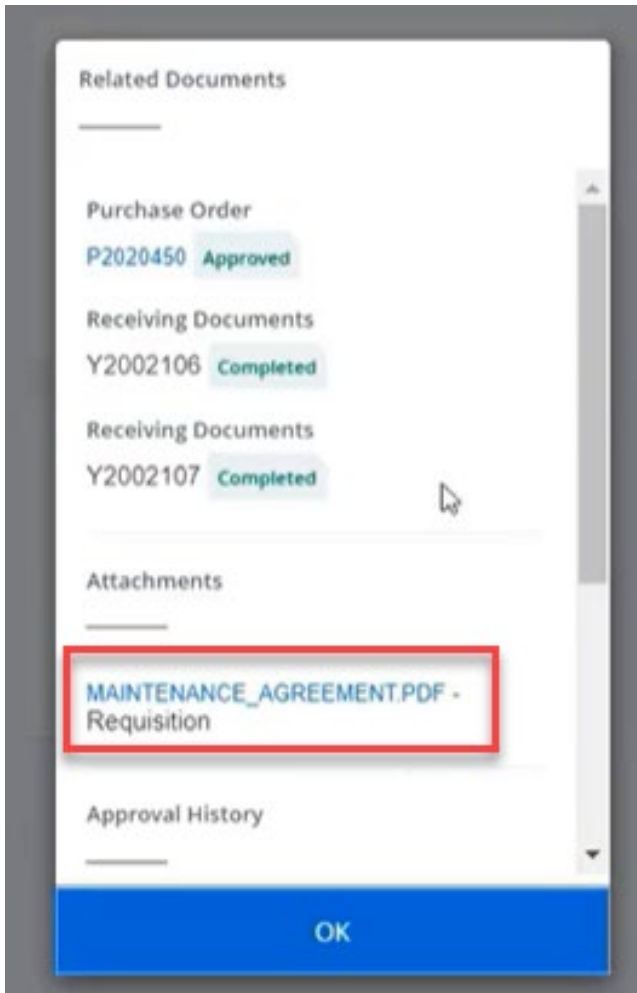 Related Documents
Purchase Order
P2020450 Approved
Receiving Documents
Y2002106 Completed
Receiving Documents
Y2002107 Completed
Attachments
MAINTENANCE_AGREEMENT.PDF -
Requisition
Approval History
OK